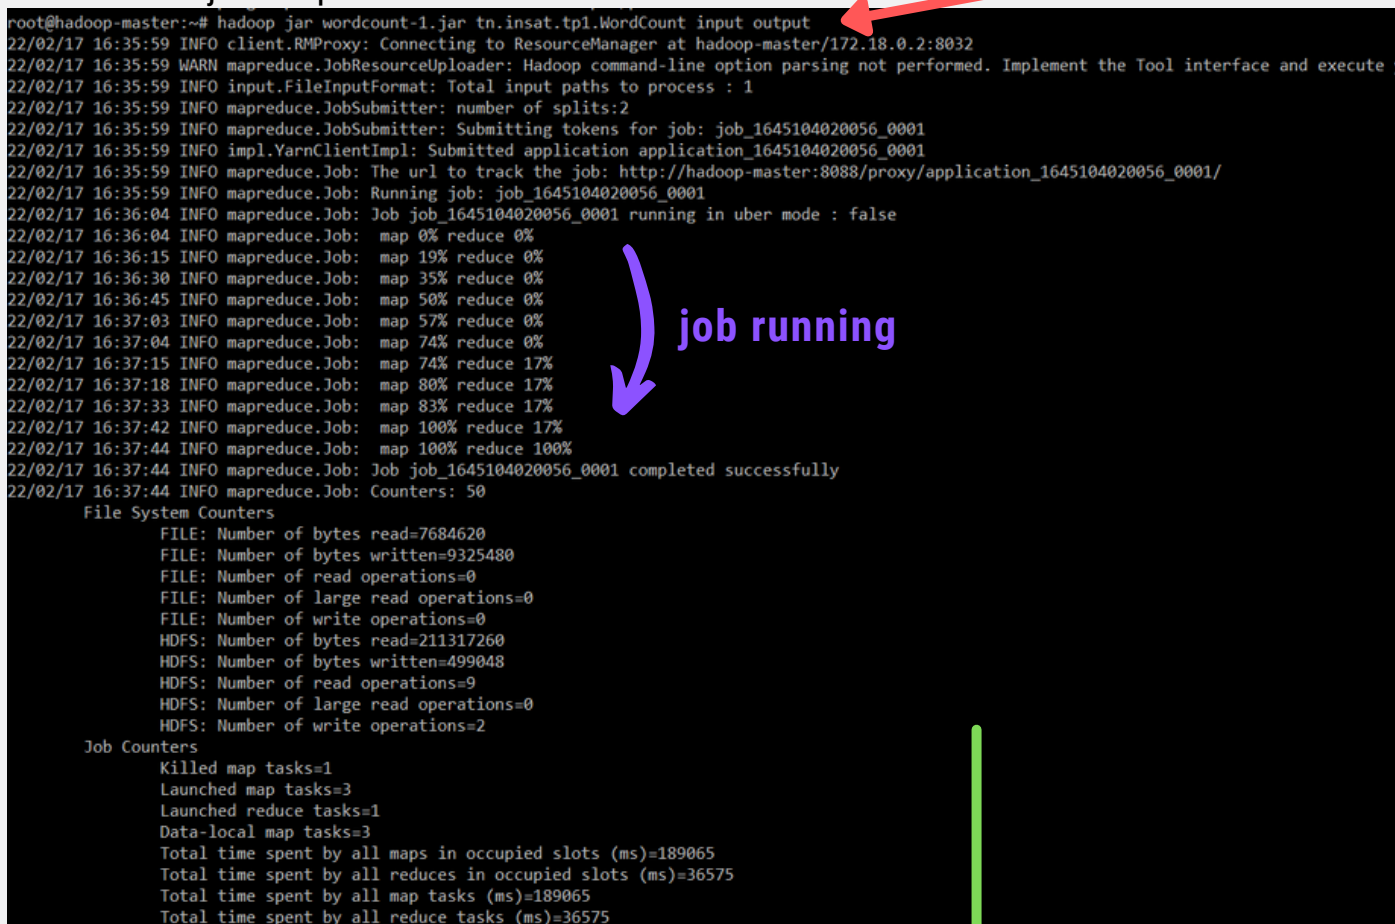 root@hadoop-master:~# hadoop jar wordcount-1.jar tn.insat.tp1.WordCount input output
22/02/17 16:35:59 INFO client.RMProxy: Connecting to ResourceManager at hadoop-master/172.18.0.2:8032
22/02/17 16:35:59 WARN mapreduce.JobResourceUploader: Hadoop command-line option parsing not performed. Implement the Tool interface and execute
22/02/17 16:35:59 INFO input.FileInputFormat: Total input paths to process : 1
22/02/17 16:35:59 INFO mapreduce.JobSubmitter: number of splits:2
22/02/17 16:35:59 INFO mapreduce.JobSubmitter: Submitting tokens for job: job_1645104020056_0001
22/02/17 16:35:59 INFO impl.YarnClientImpl: Submitted application application_1645104020056_0001
22/02/17 16:35:59 INFO mapreduce.Job: The url to track the job: http://hadoop-master:8088/proxy/application_1645104020056_0001/
22/02/17 16:35:59 INFO mapreduce.Job: Running job: job_1645104020056_0001
22/02/17 16:36:04 INFO mapreduce.Job: Job job_1645104020056_0001 running in uber mode : false
22/02/17 16:36:04 INFO mapreduce.Job:  map 0% reduce 0%
22/02/17 16:36:15 INFO mapreduce.Job:  map 19% reduce 0%
22/02/17 16:36:30 INFO mapreduce.Job:  map 35% reduce 0%
22/02/17 16:36:45 INFO mapreduce.Job:  map 50% reduce 0%
22/02/17 16:37:03 INFO mapreduce.Job:  map 57% reduce 0%
job running
22/02/17 16:37:04 INFO mapreduce.Job:  map 74% reduce 0%
22/02/17 16:37:15 INFO mapreduce.Job:  map 74% reduce 17%
22/02/17 16:37:18 INFO mapreduce.Job:  map 80% reduce 17%
22/02/17 16:37:33 INFO mapreduce.Job:  map 83% reduce 17%
22/02/17 16:37:42 INFO mapreduce.Job:  map 100% reduce 17%
22/02/17 16:37:44 INFO mapreduce.Job:  map 100% reduce 100%
22/02/17 16:37:44 INFO mapreduce.Job: Job job_1645104020056_0001 completed successfully
22/02/17 16:37:44 INFO mapreduce.Job: Counters: 50
File System Counters
FILE: Number of bytes read=7684620
FILE: Number of bytes written=9325480
FILE: Number of read operations=0
FILE: Number of large read operations=0
FILE: Number of write operations=0
HDFS: Number of bytes read=211317260
HDFS: Number of bytes written=499048
HDFS: Number of read operations=9
HDFS: Number of large read operations=0
HDFS: Number of write operations=2
Job Counters
Killed map tasks=1
Launched map tasks=3
Launched reduce tasks=1
Data-local map tasks=3
Total time spent by all maps in occupied slots (ms)=189065
Total time spent by all reduces in occupied slots (ms)=36575
Total time spent by all map tasks (ms)=189065
Total time spent by all reduce tasks (ms)=36575